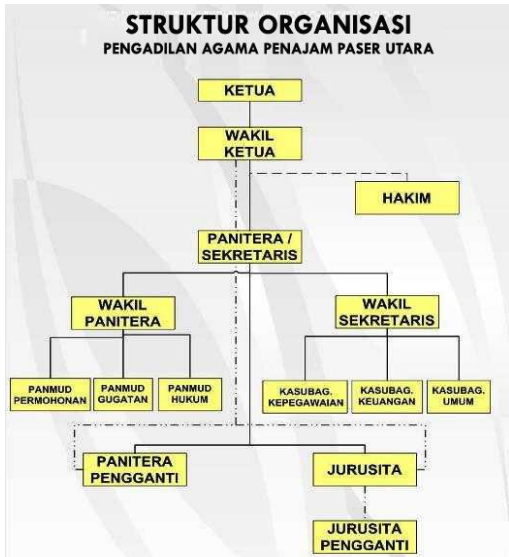 STRUKTUR ORGANISASI
PENGADILAN AGAMA PENAJAM PASER UTARA
KETUA
WAKIL
KETUA
HAKIM
PANITERA /
SEKRETARIS
WAKIL
PANITERA
WAKIL
SEKRETARIS
PANMUD
PERMOHONAN
PANMUD
GUGATAN
PANMUD
HUKUM
KASUBAG.
KEPEGAWAIAN
KASUBAG.
KEUANGAN
KASUBAG.
UMUM
PANITERA
PENGGANTI
JURUSITA
JURUSITA
PENGGANTI